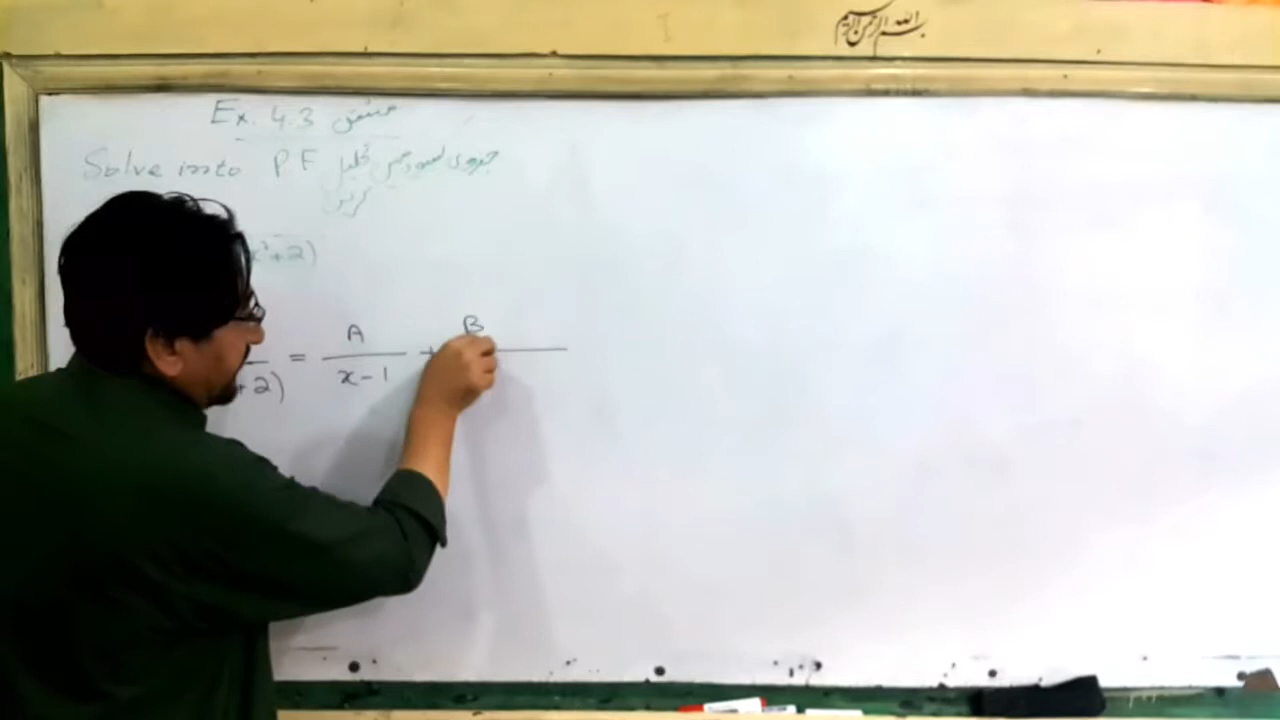 بسم الله الرحمن الرحیم
Ex. 4.3 مشق
Solve into PF جزوی کسور میں تحلیل
کریں
x²+2)
+2) = A/(x-1) + B